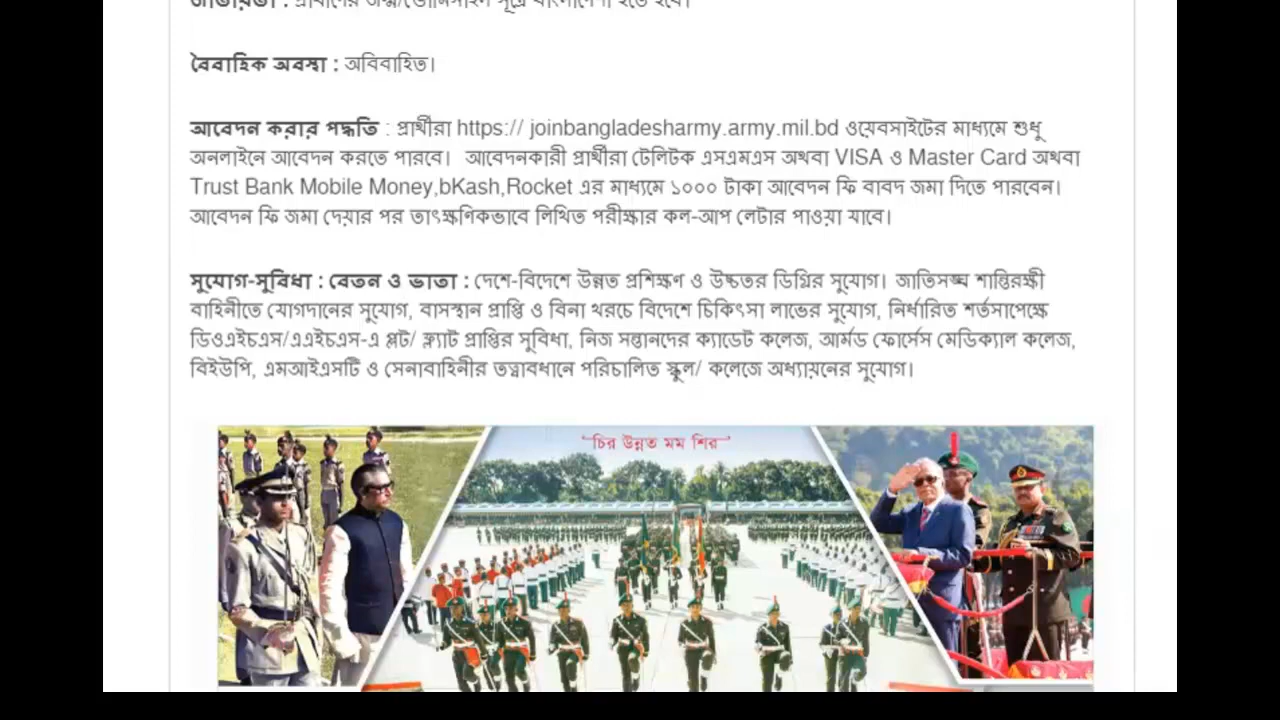 জাতীয়তা : প্রার্থীদের জন্ম/ডোমিসাইল সূত্রে বাংলাদেশী হতে হবে।
বৈবাহিক অবস্থা : অবিবাহিত।
আবেদন করার পদ্ধতি : প্রার্থীরা https:// joinbangladesharmy.army.mil.bd ওয়েবসাইটের মাধ্যমে শুধু
অনলাইনে আবেদন করতে পারবে। আবেদনকারী প্রার্থীরা টেলিটক এসএমএস অথবা VISA ও Master Card অথবা
Trust Bank Mobile Money,bKash,Rocket এর মাধ্যমে ১০০০ টাকা আবেদন ফি বাবদ জমা দিতে পারবেন।
আবেদন ফি জমা দেয়ার পর তাৎক্ষণিকভাবে লিখিত পরীক্ষার কল-আপ লেটার পাওয়া যাবে।
সুযোগ-সুবিধা : বেতন ও ভাতা : দেশে-বিদেশে উন্নত প্রশিক্ষণ ও উচ্চতর ডিগ্রির সুযোগ। জাতিসঙ্ঘ শান্তিরক্ষী
বাহিনীতে যোগদানের সুযোগ, বাসস্থান প্রাপ্তি ও বিনা খরচে বিদেশে চিকিৎসা লাভের সুযোগ, নির্ধারিত শর্তসাপেক্ষে
ডিওএইচএস/এএইচএস-এ প্লট/ ফ্ল্যাট প্রাপ্তির সুবিধা, নিজ সন্তানদের ক্যাডেট কলেজ, আর্মড ফোর্সেস মেডিক্যাল কলেজ,
বিইউপি, এমআইএসটি ও সেনাবাহিনীর তত্বাবধানে পরিচালিত স্কুল/ কলেজে অধ্যায়নের সুযোগ।
চির উন্নত মম শির